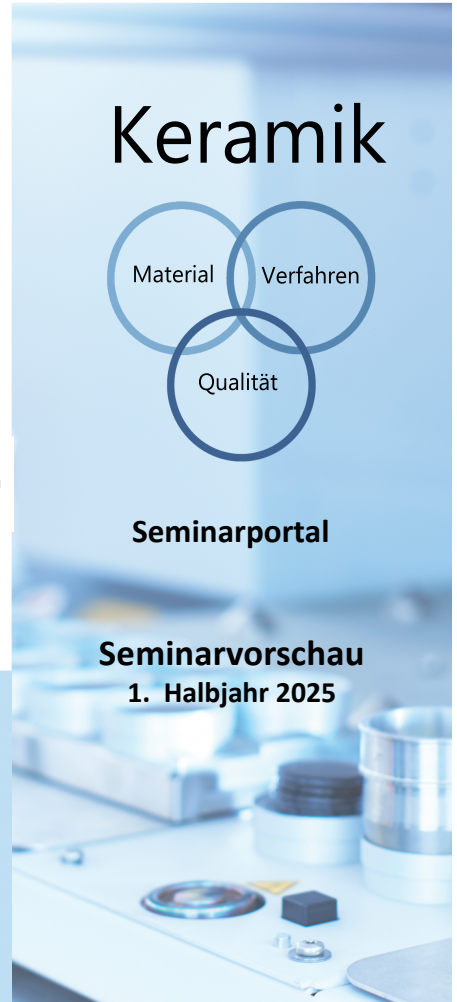 Keramik
Material
Verfahren
Qualität
Seminarportal
Seminarvorschau
1. Halbjahr 2025